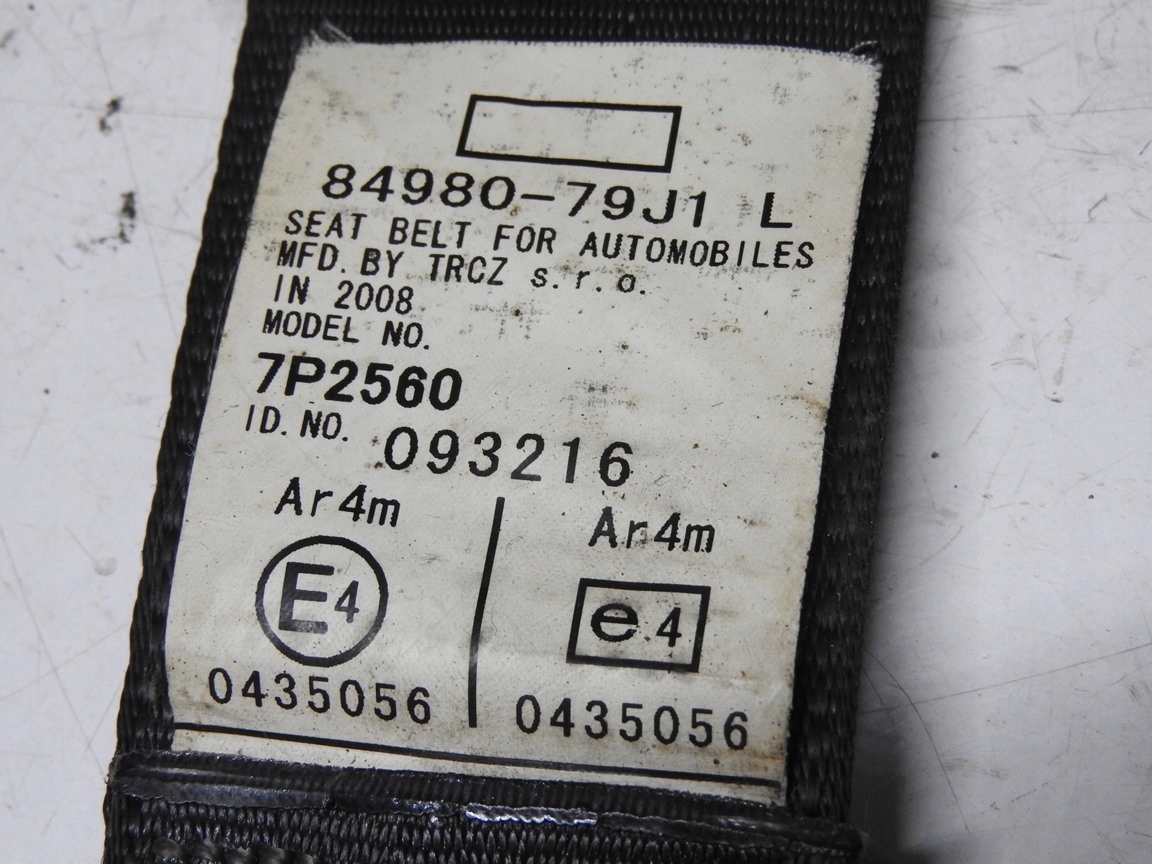 84980-79J1 L
SEAT BELT FOR AUTOMOBILES
MFD. BY TRCZ s.r.o.
IN 2008
MODEL NO.
7P2560
ID. NO. 093216
Ar4m
E4
0435056
Ar4m
e4
0435056